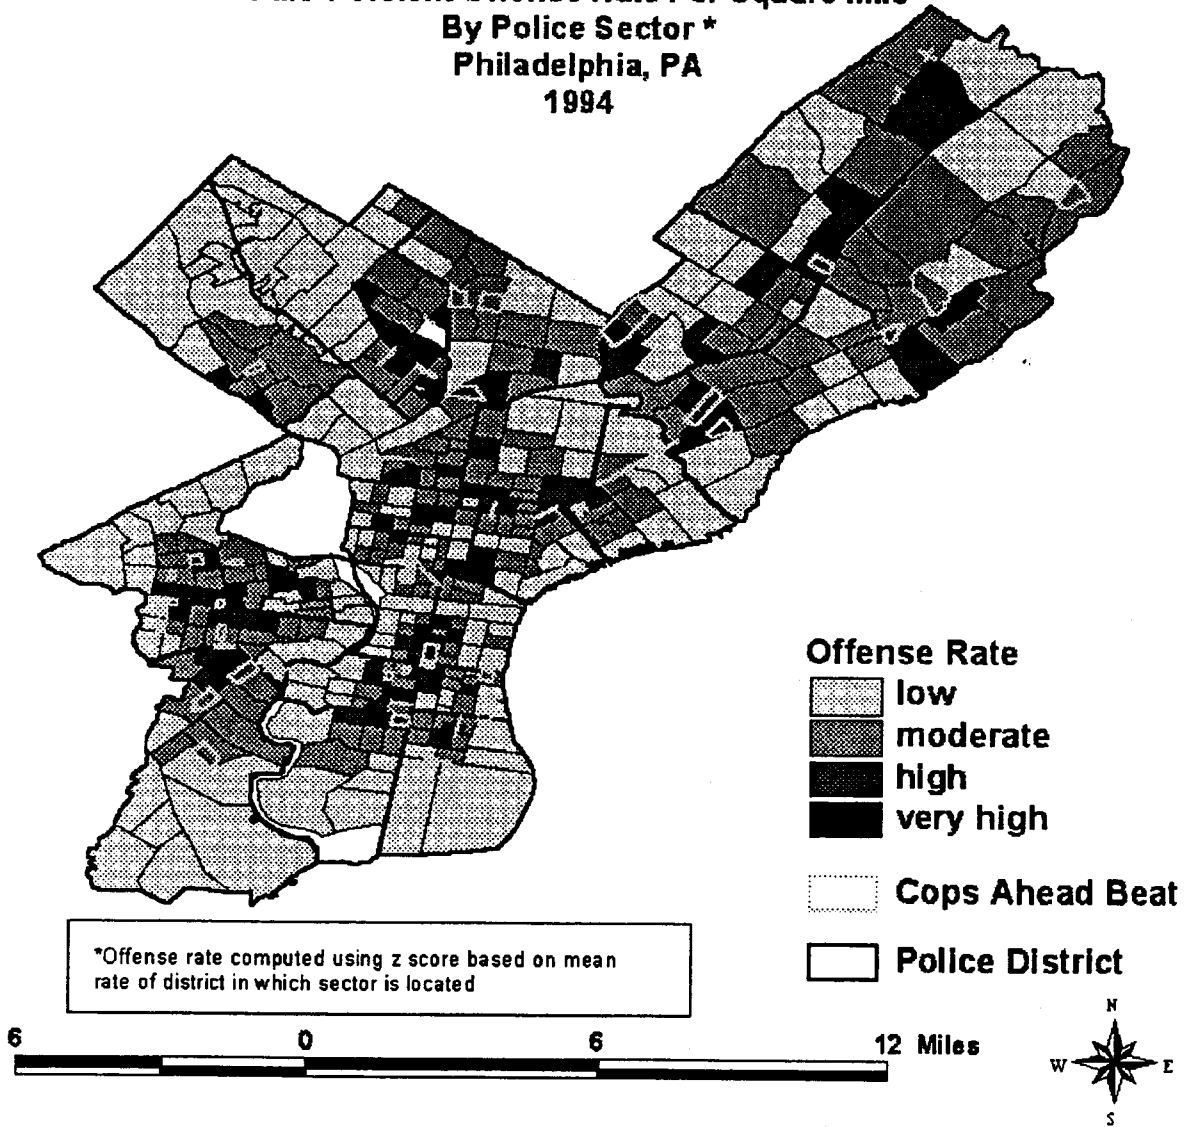 By Police Sector *
Philadelphia, PA
1994
Offense Rate
low
moderate
high
very high
Cops Ahead Beat
Police District
*Offense rate computed using z score based on mean
rate of district in which sector is located
6 0 6 12 Miles
N
W E
S